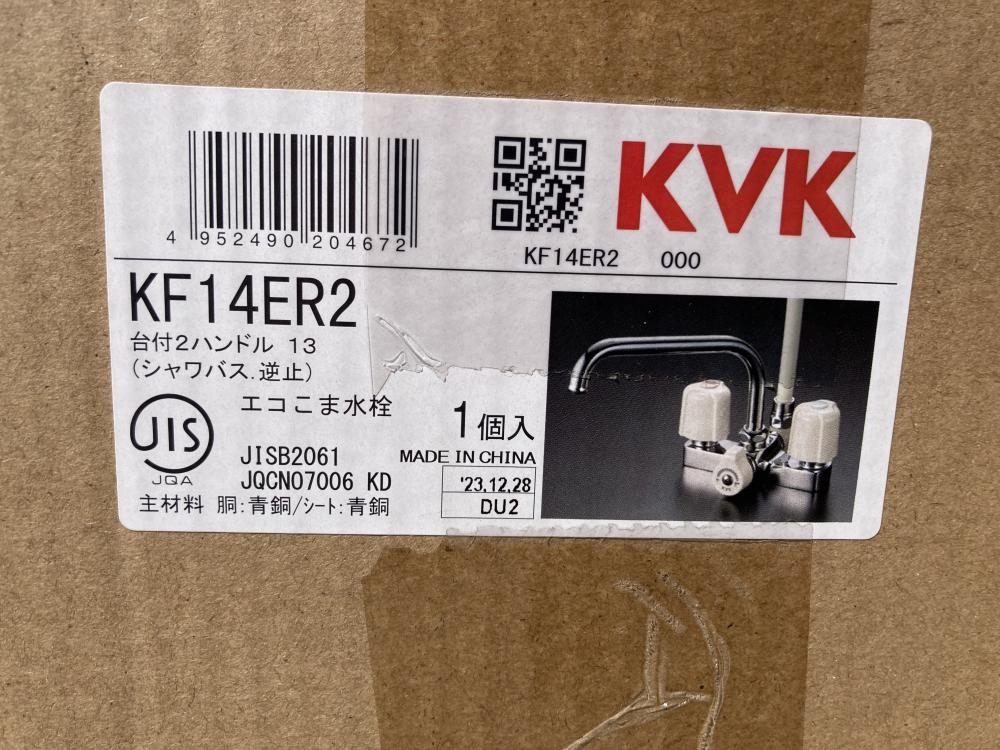 4 952490 204672
KVK
KF14ER2 000
KF14ER2
台付2ハンドル 13
(シャワバス.逆止)
エコこま水栓
1個入
JIS
JQA
JISB2061
JQCN07006 KD
MADE IN CHINA
'23,12,28
DU2
主材料 胴:青銅/シート:青銅